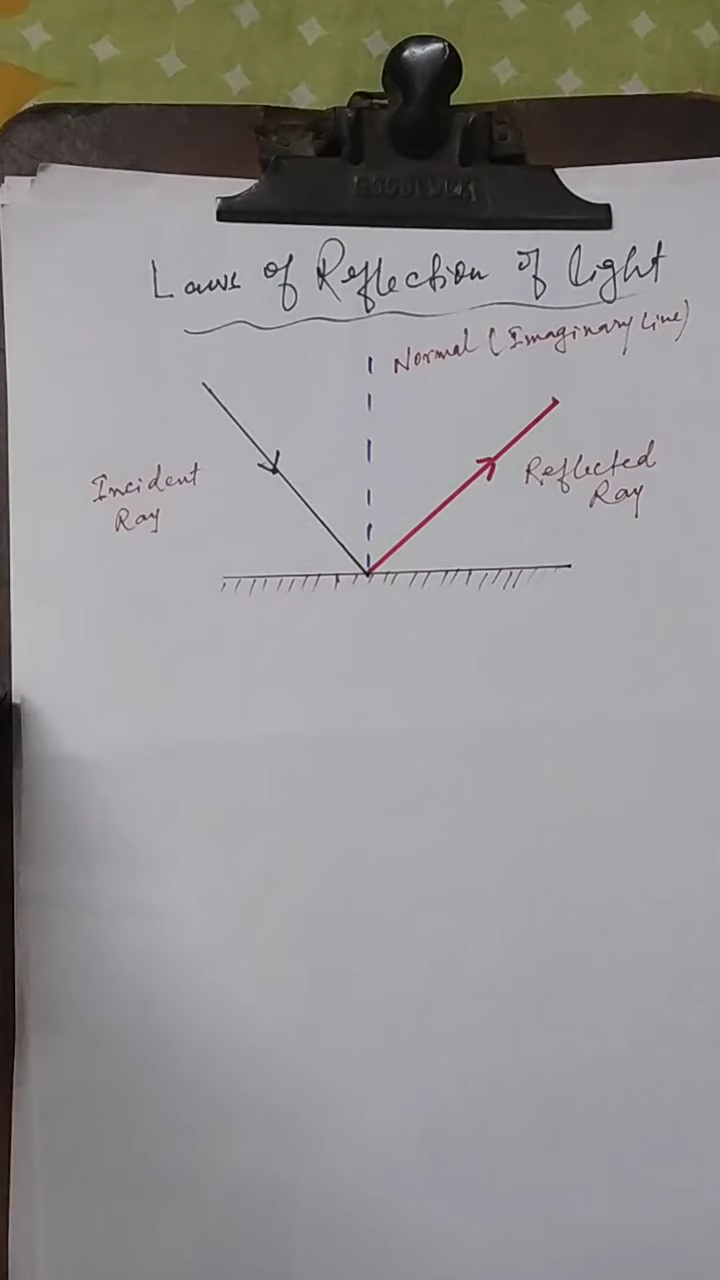 Laws of Reflection of light
Normal (Imaginary Line)
Incident
Ray
Reflected
Ray